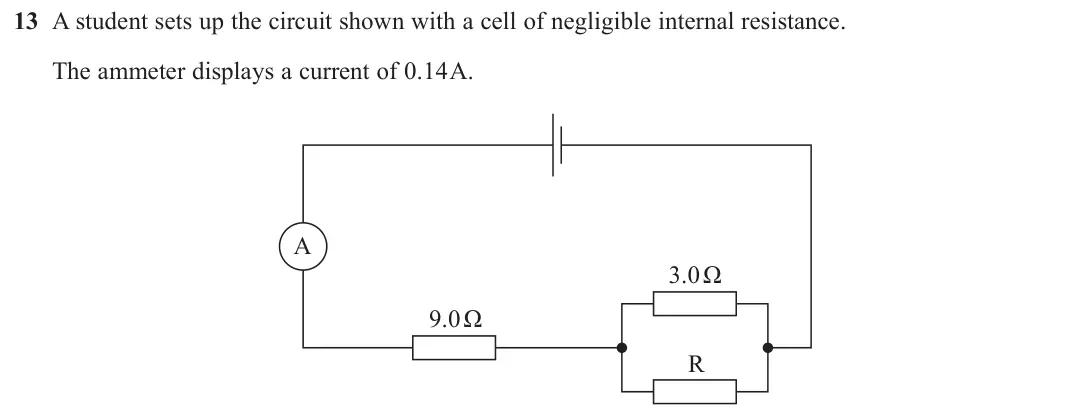 13 A student sets up the circuit shown with a cell of negligible internal resistance.
The ammeter displays a current of 0.14A.
A
3.0Ω
9.0Ω
R